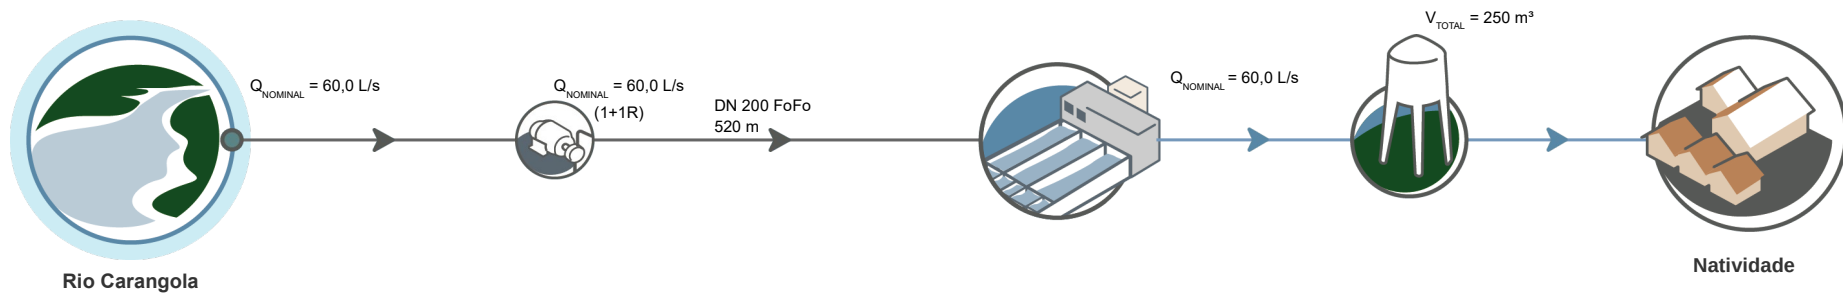 V_TOTAL = 250 m³
Q_NOMINAL = 60,0 L/s
Q_NOMINAL = 60,0 L/s
(1+1R)
DN 200 FoFo
520 m
Q_NOMINAL = 60,0 L/s
Rio Carangola
Natividade